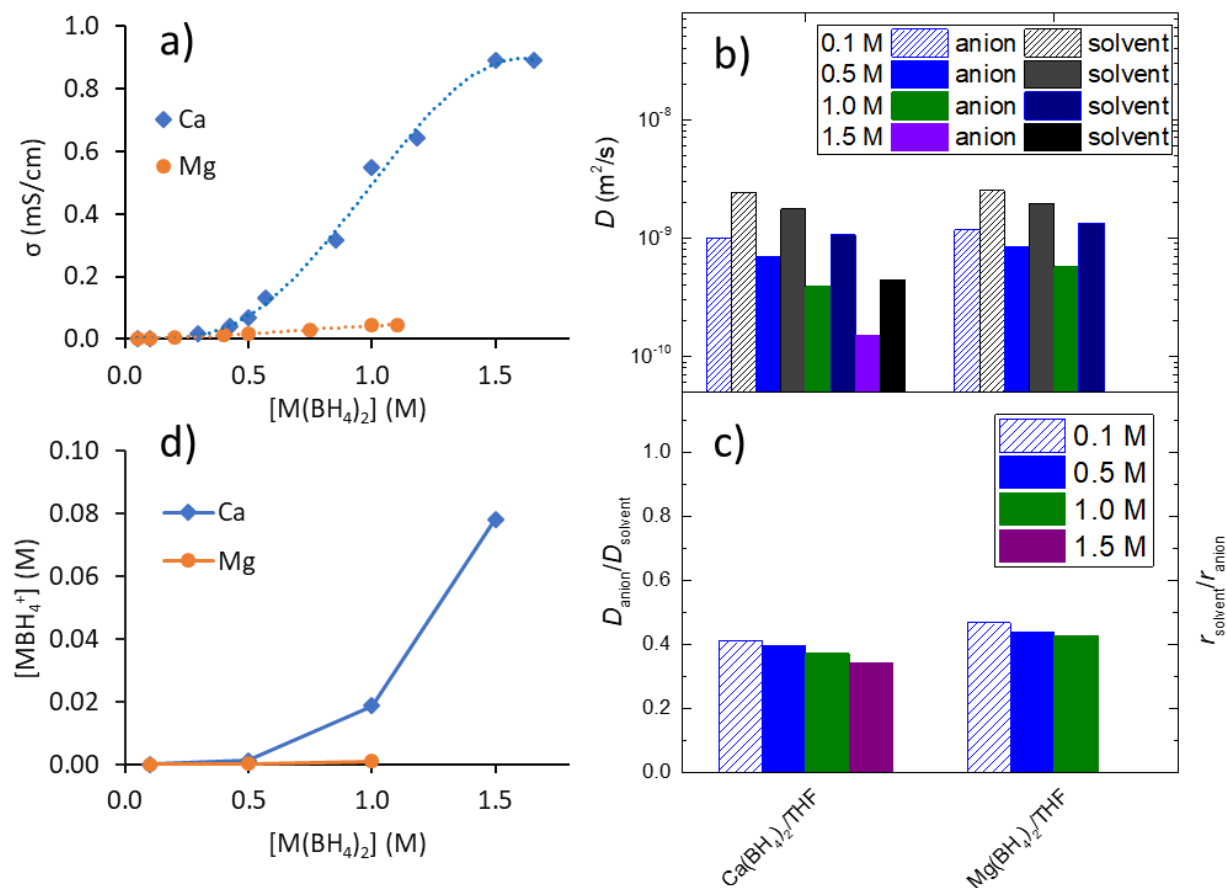 a)
1.0
0.8
0.6
0.4
0.2
0.0
σ (mS/cm)
Ca
Mg
0.0 0.5 1.0 1.5
[M(BH₄)₂] (M)
b)
0.1 M anion solvent
0.5 M anion solvent
1.0 M anion solvent
1.5 M anion solvent
10⁻⁸
10⁻⁹
10⁻¹⁰
D (m²/s)
d)
0.10
0.08
0.06
0.04
0.02
0.00
[MBH₄⁺] (M)
Ca
Mg
0.0 0.5 1.0 1.5
[M(BH₄)₂] (M)
c)
0.1 M
0.5 M
1.0 M
1.5 M
1.0
0.8
0.6
0.4
0.2
0.0
D_anion/D_solvent
r_solvent/r_anion
Ca(BH₄)₂/THF
Mg(BH₄)₂/THF